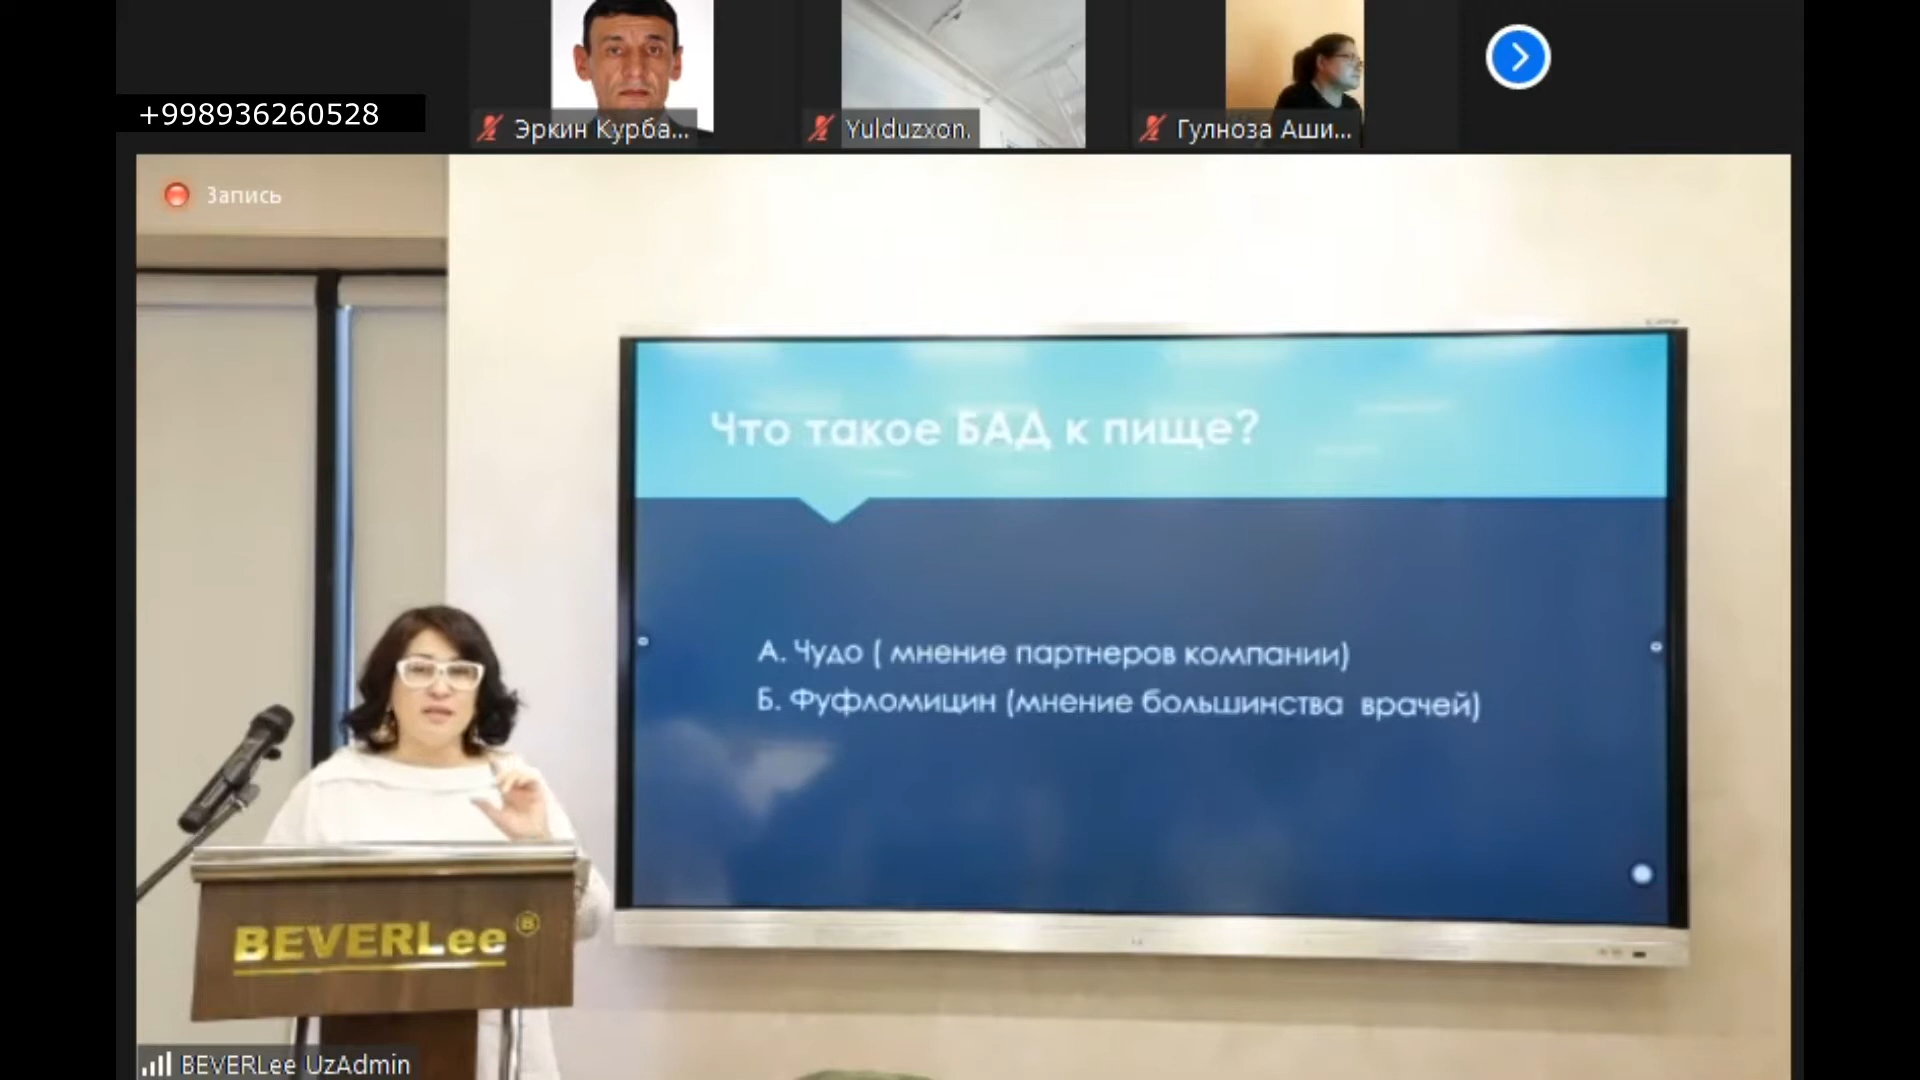 +998936260528
Эркин Курба...
Yulduzxon.
Гулноза Аши...
Запись
Что такое БАД к пище?
А. Чудо ( мнение партнеров компании)
Б. Фуфломицин (мнение большинства врачей)
BEVERLee®
BEVERLee UzAdmin